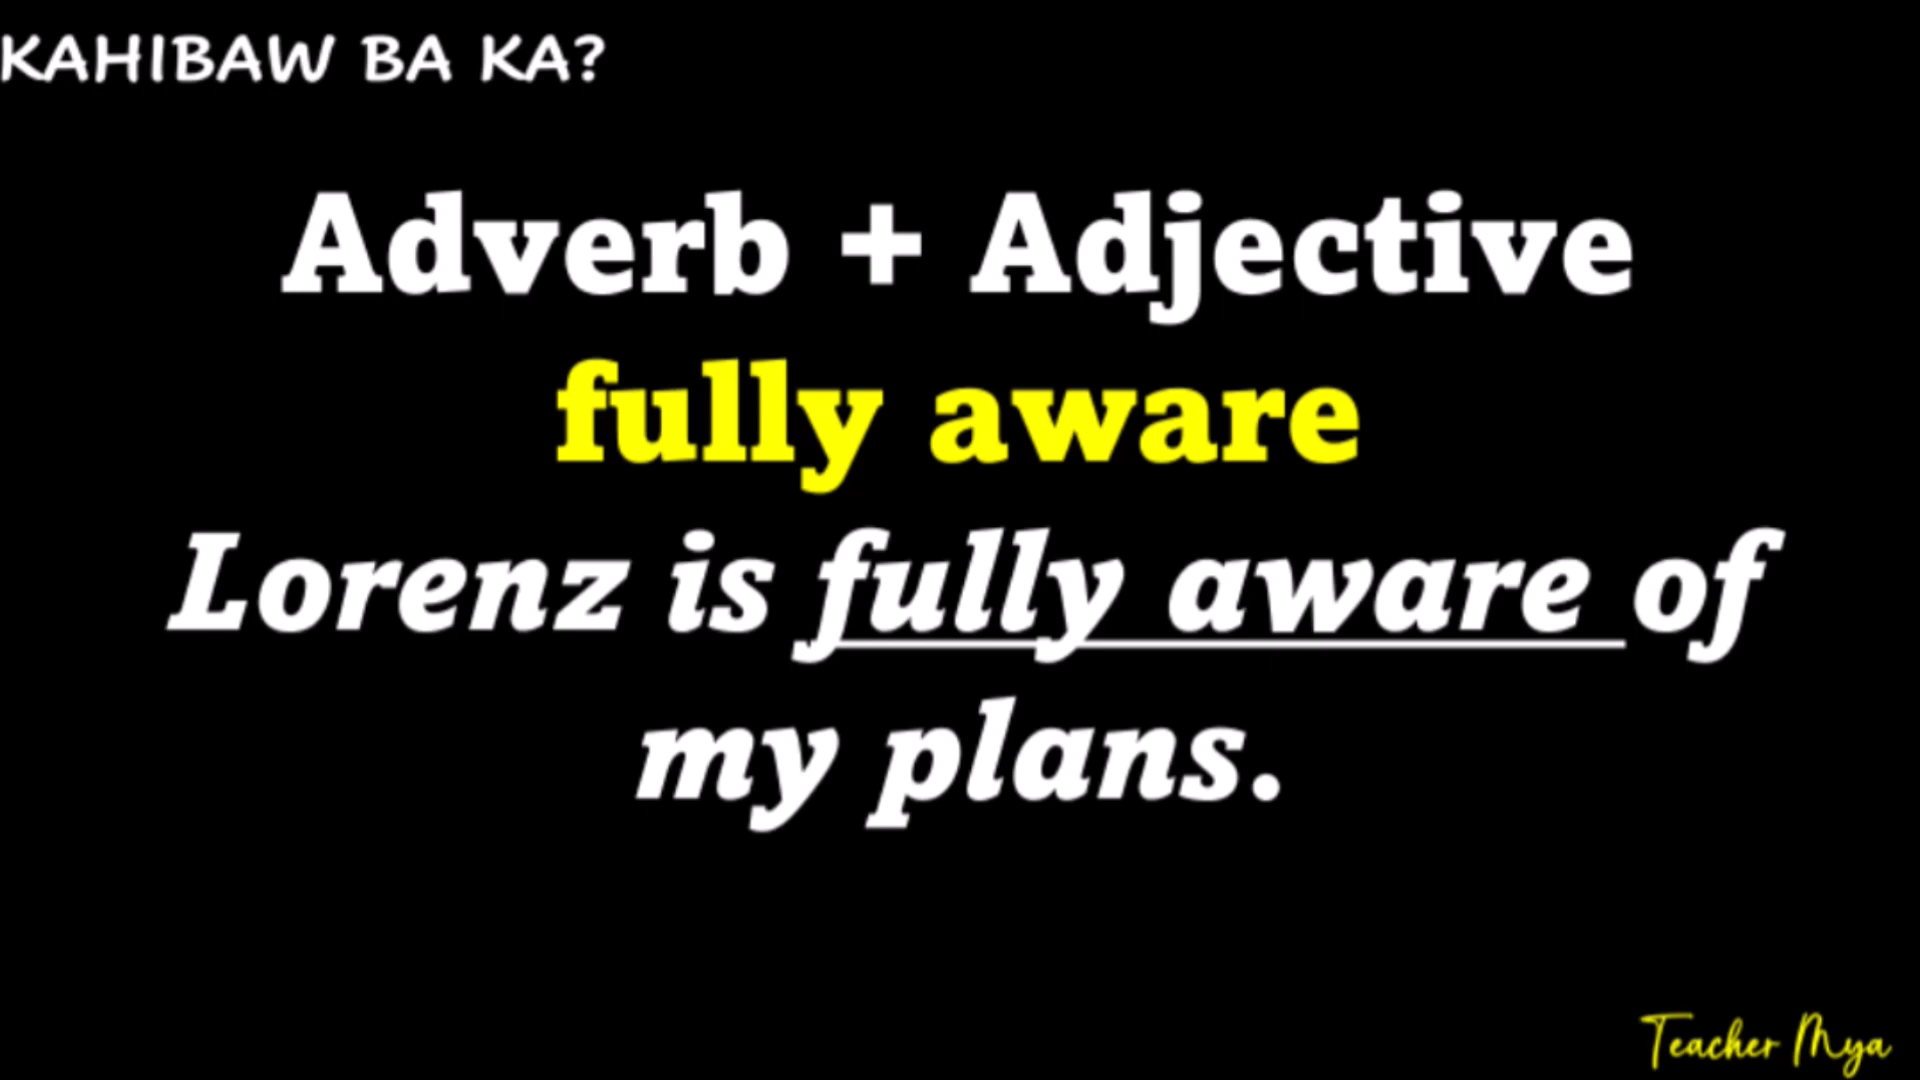 KAHIBAW BA KA?
Adverb + Adjective
fully aware
Lorenz is fully aware of
my plans.
Teacher Mya